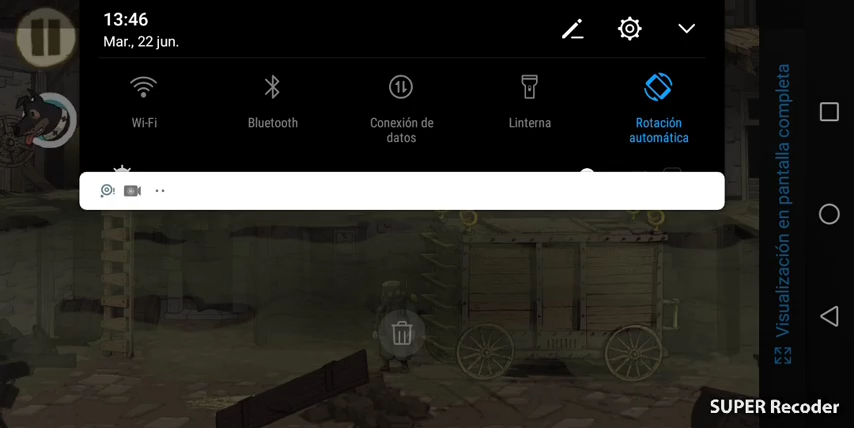 13:46
Mar., 22 jun.
Wi-Fi
Bluetooth
Conexión de
datos
Linterna
Rotación
automática
Visualización en pantalla completa
SUPER Recoder